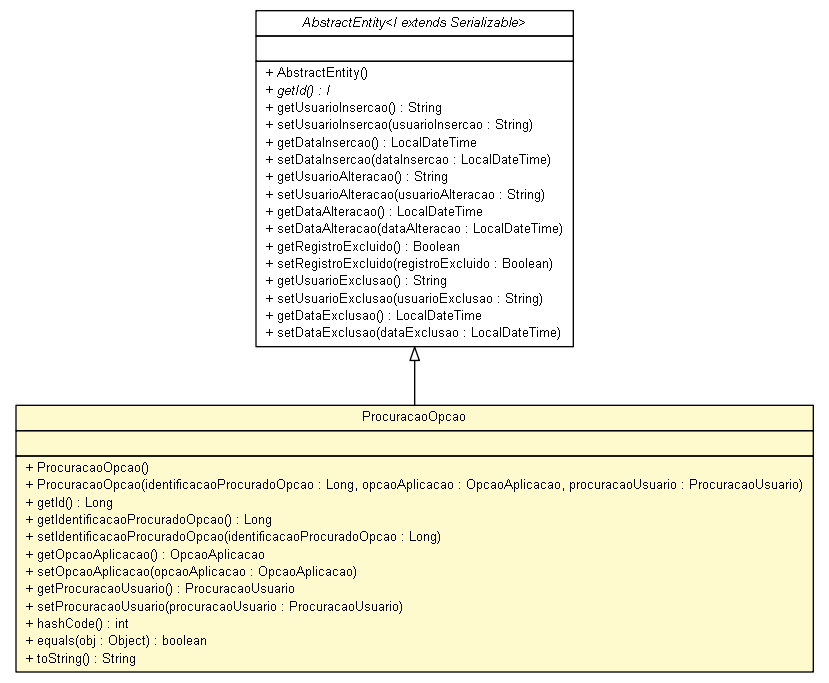 AbstractEntity<I extends Serializable>
+ AbstractEntity()
+ getId() : I
+ getUsuarioInsercao() : String
+ setUsuarioInsercao(usuarioInsercao : String)
+ getDataInsercao() : LocalDateTime
+ setDataInsercao(dataInsercao : LocalDateTime)
+ getUsuarioAlteracao() : String
+ setUsuarioAlteracao(usuarioAlteracao : String)
+ getDataAlteracao() : LocalDateTime
+ setDataAlteracao(dataAlteracao : LocalDateTime)
+ getRegistroExcluido() : Boolean
+ setRegistroExcluido(registroExcluido : Boolean)
+ getUsuarioExclusao() : String
+ setUsuarioExclusao(usuarioExclusao : String)
+ getDataExclusao() : LocalDateTime
+ setDataExclusao(dataExclusao : LocalDateTime)
ProcuracaoOpcao
+ ProcuracaoOpcao()
+ ProcuracaoOpcao(identificacaoProcuradoOpcao : Long, opcaoAplicacao : OpcaoAplicacao, procuracaoUsuario : ProcuracaoUsuario)
+ getId() : Long
+ getIdentificacaoProcuradoOpcao() : Long
+ setIdentificacaoProcuradoOpcao(identificacaoProcuradoOpcao : Long)
+ getOpcaoAplicacao() : OpcaoAplicacao
+ setOpcaoAplicacao(opcaoAplicacao : OpcaoAplicacao)
+ getProcuracaoUsuario() : ProcuracaoUsuario
+ setProcuracaoUsuario(procuracaoUsuario : ProcuracaoUsuario)
+ hashCode() : int
+ equals(obj : Object) : boolean
+ toString() : String